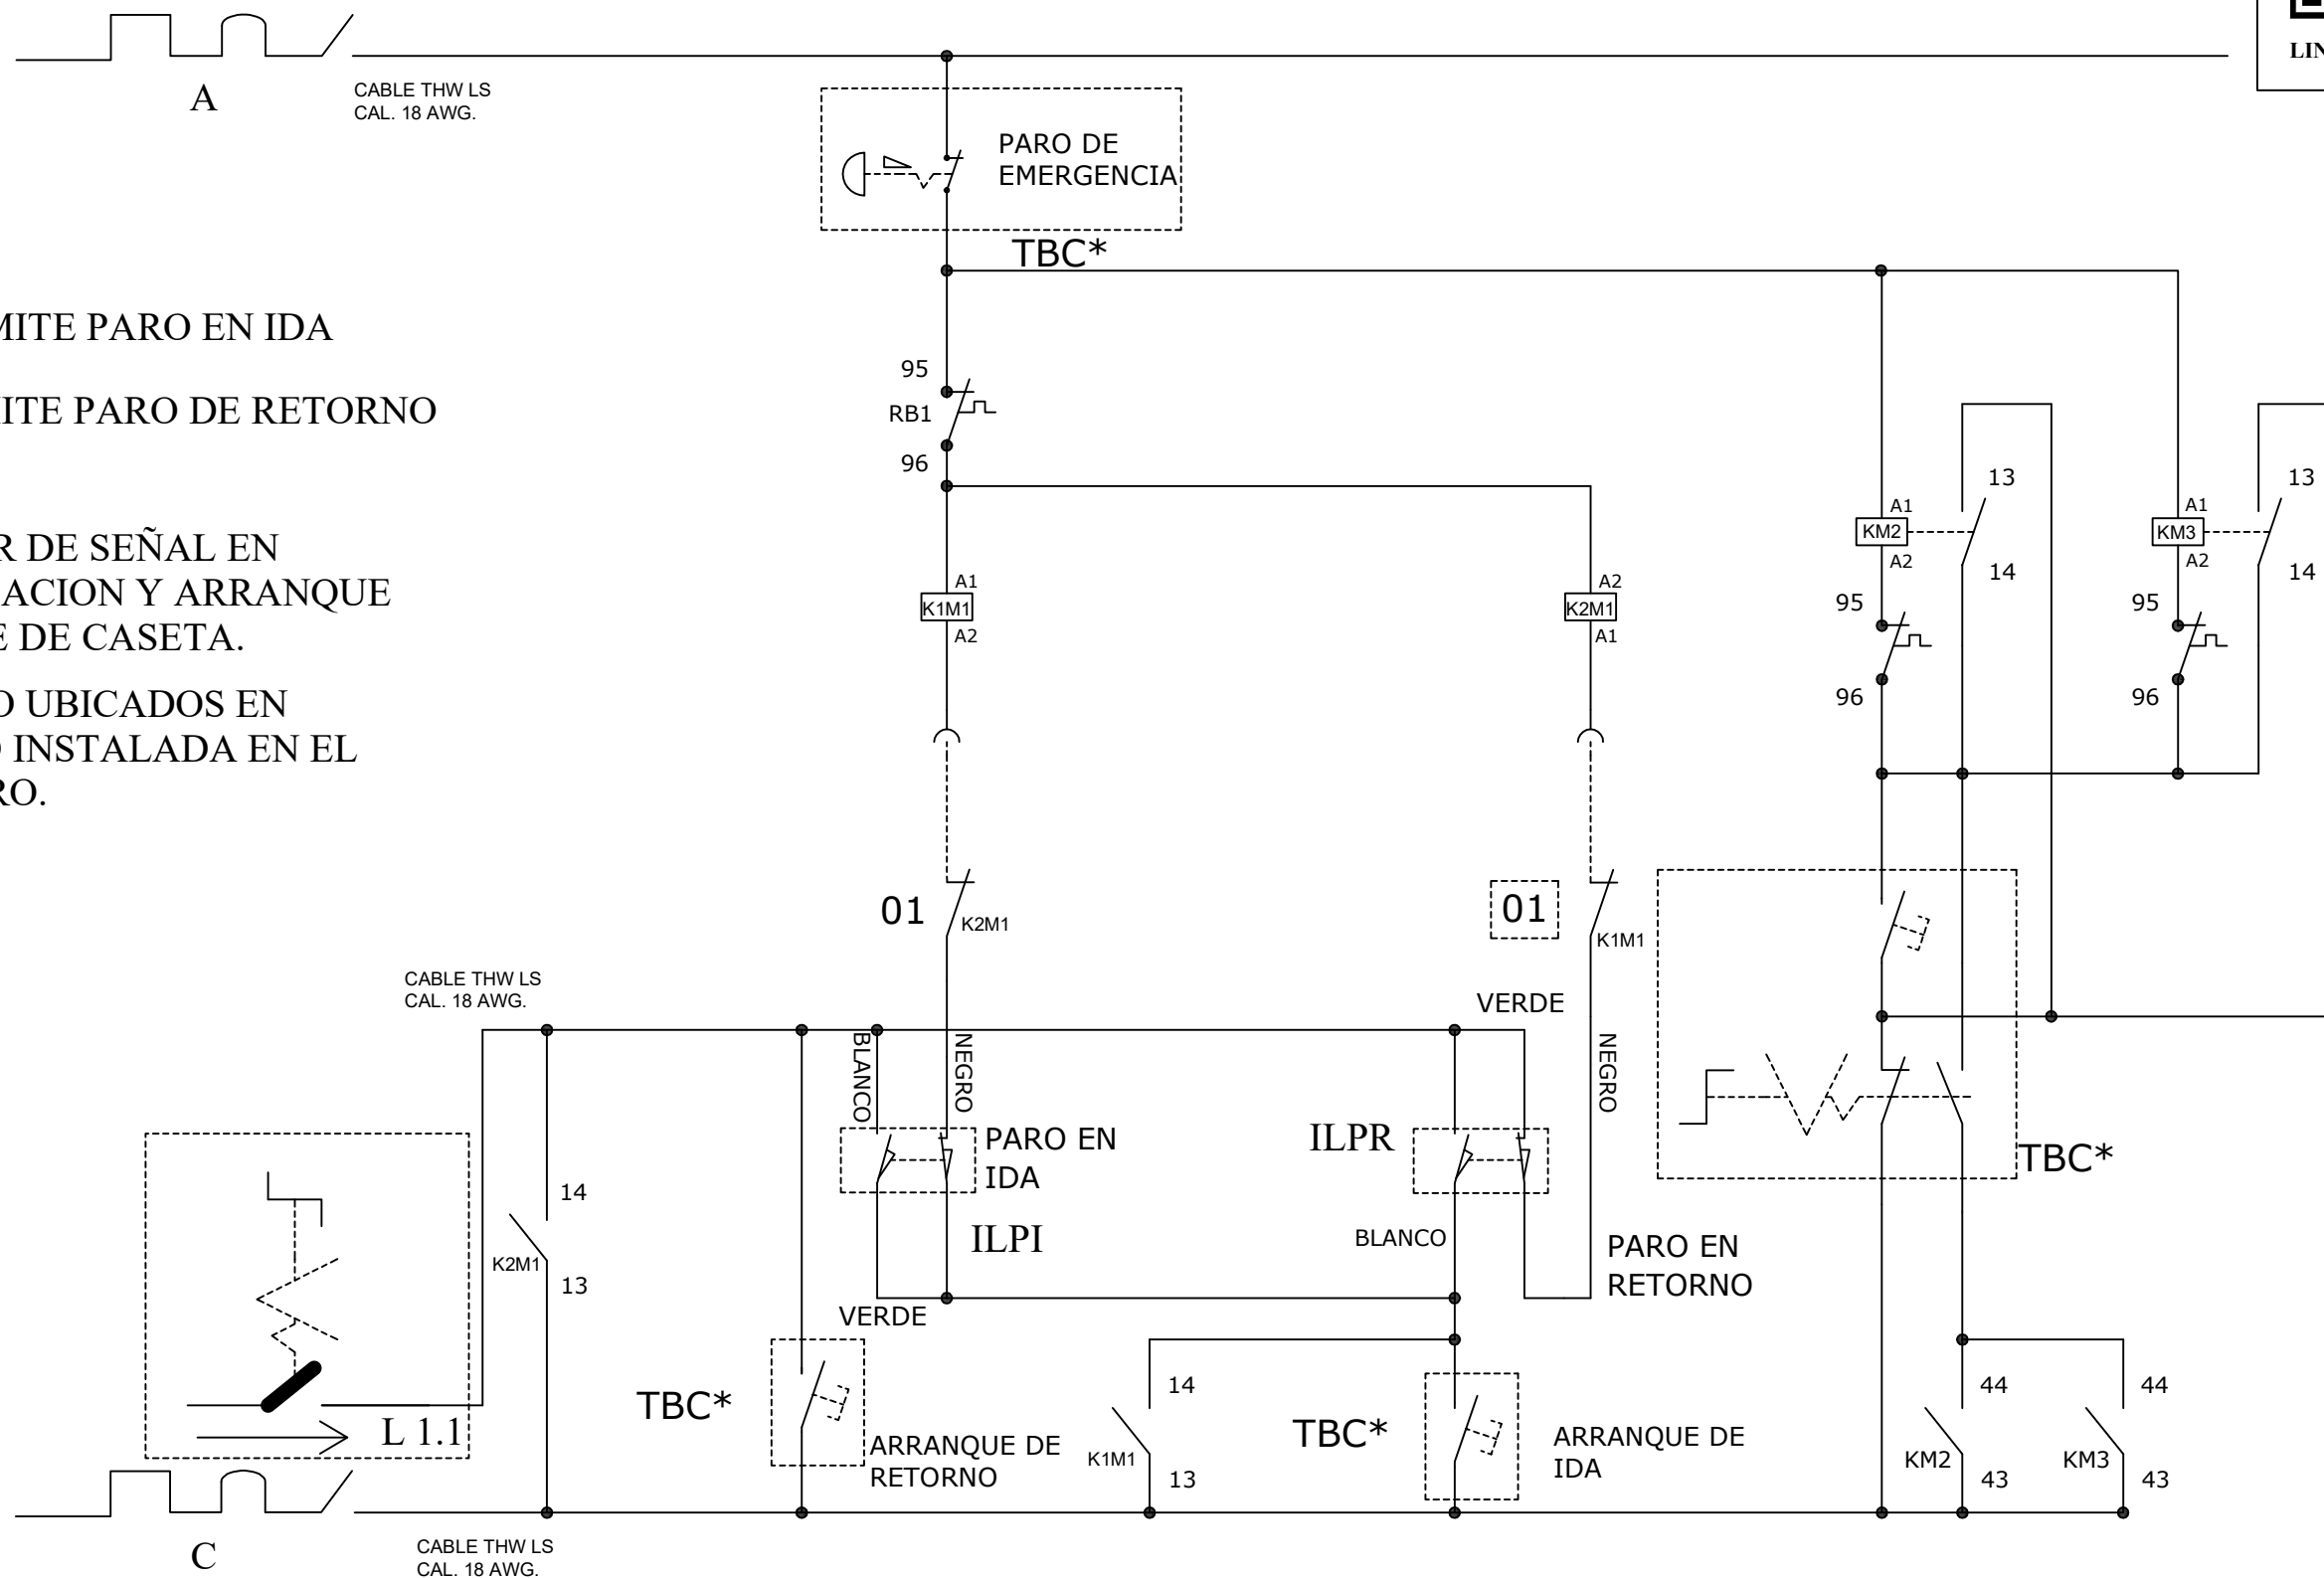 LIN
A
CABLE THW LS
CAL. 18 AWG.
PARO DE
EMERGENCIA
TBC*
MITE PARO EN IDA
MITE PARO DE RETORNO
R DE SEÑAL EN
ACION Y ARRANQUE
E DE CASETA.
O UBICADOS EN
O INSTALADA EN EL
RO.
95
RB1
96
A1
K1M1
A2
A2
K2M1
A1
A1
KM2
A2
13
14
A1
KM3
A2
13
14
95
96
95
96
01
K2M1
01
K1M1
CABLE THW LS
CAL. 18 AWG.
VERDE
BLANCO
NEGRO
NEGRO
PARO EN
IDA
ILPI
ILPR
BLANCO
PARO EN
RETORNO
TBC*
14
K2M1
13
VERDE
TBC*
ARRANQUE DE
RETORNO
14
K1M1
13
TBC*
ARRANQUE DE
IDA
44
KM2
43
44
KM3
43
L 1.1
C
CABLE THW LS
CAL. 18 AWG.